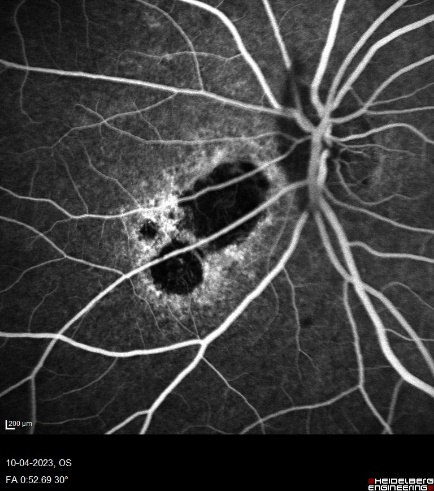 200 µm
10-04-2023, OS
FA 0:52.69 30°
HEIDELBERG
ENGINEERING